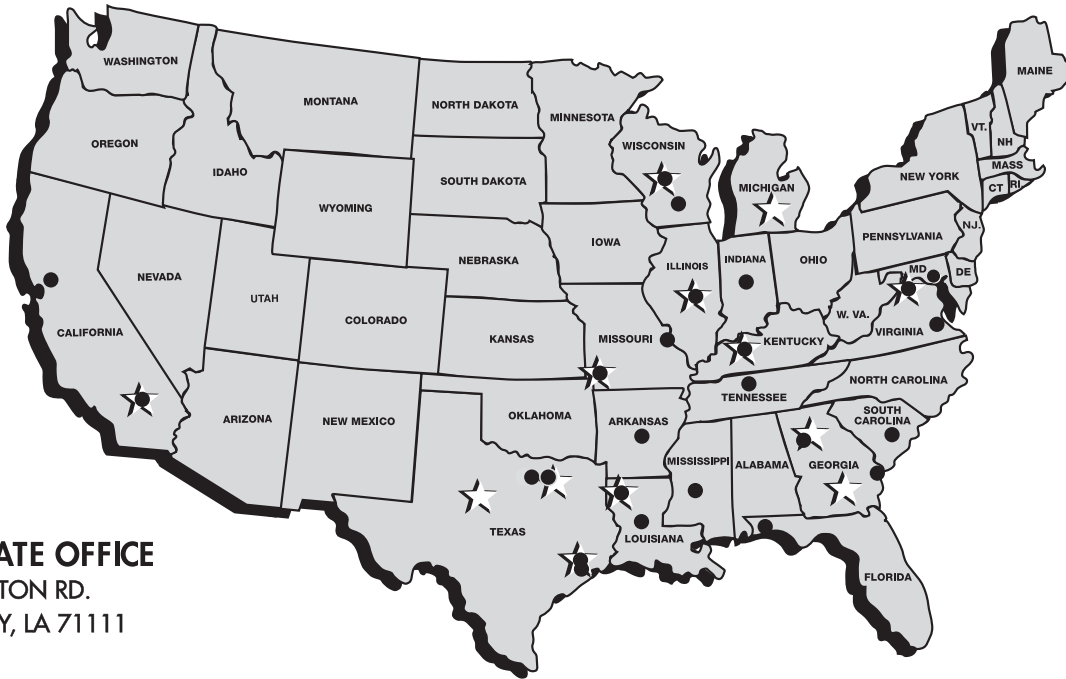 WASHINGTON
MAINE
MONTANA
NORTH DAKOTA
MINNESOTA
VT.
OREGON
NH
WISCONSIN
IDAHO
MASS
NEW YORK
SOUTH DAKOTA
MICHIGAN
CT
RI.
WYOMING
NJ.
PENNSYLVANIA
IOWA
NEBRASKA
ILLINOIS
INDIANA
OHIO
MD
DE
NEVADA
UTAH
COLORADO
W. VA.
CALIFORNIA
KANSAS
MISSOURI
KENTUCKY
VIRGINIA
NORTH CAROLINA
TENNESSEE
ARIZONA
NEW MEXICO
OKLAHOMA
ARKANSAS
SOUTH
CAROLINA
MISSISSIPPI
ALABAMA
GEORGIA
TEXAS
LOUISIANA
FLORIDA
ATE OFFICE
TON RD.
Y, LA 71111